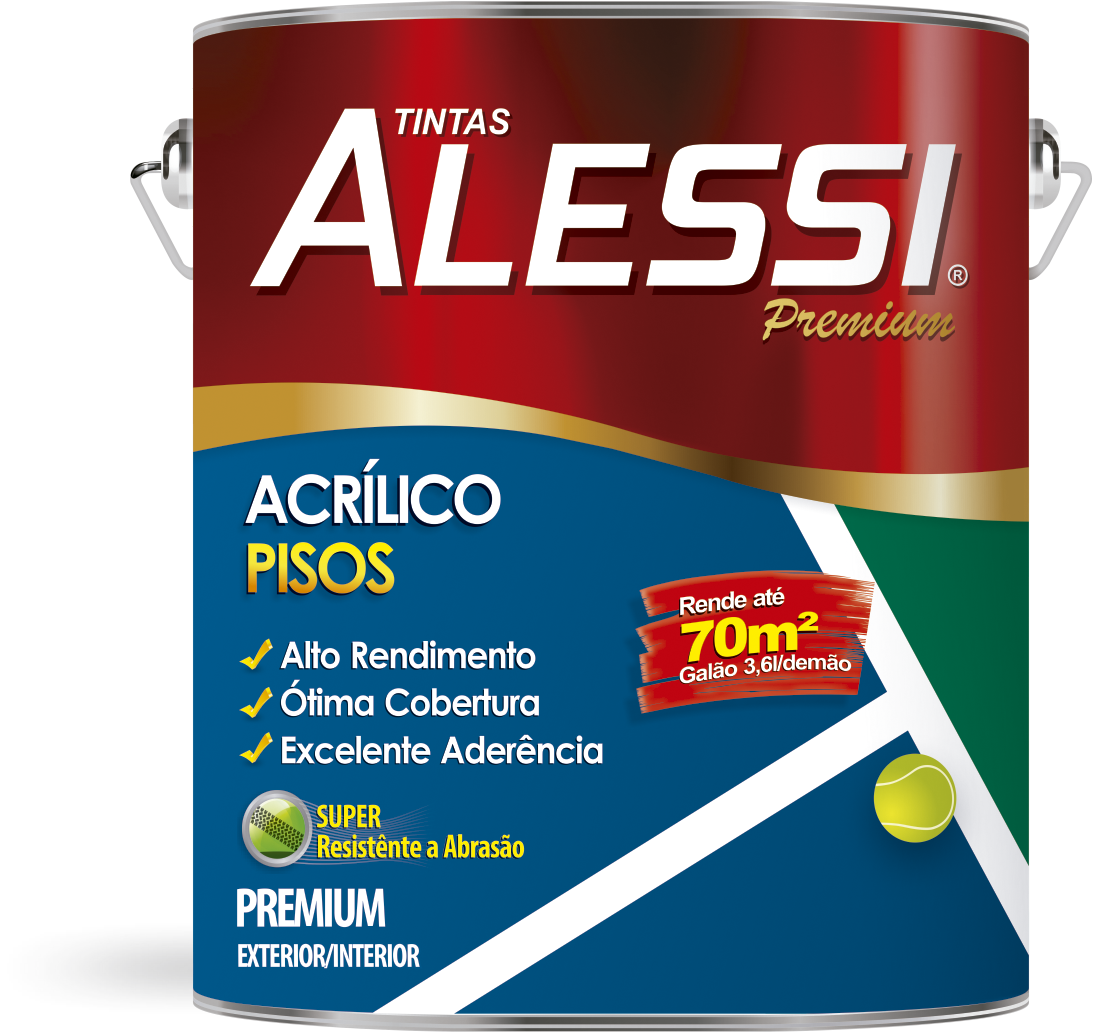 TINTAS
ALESSI®
Premium
ACRÍLICO
PISOS
Rende até
70m²
Galão 3,6l/demão
Alto Rendimento
Ótima Cobertura
Excelente Aderência
SUPER
Resistênte a Abrasão
PREMIUM
EXTERIOR/INTERIOR